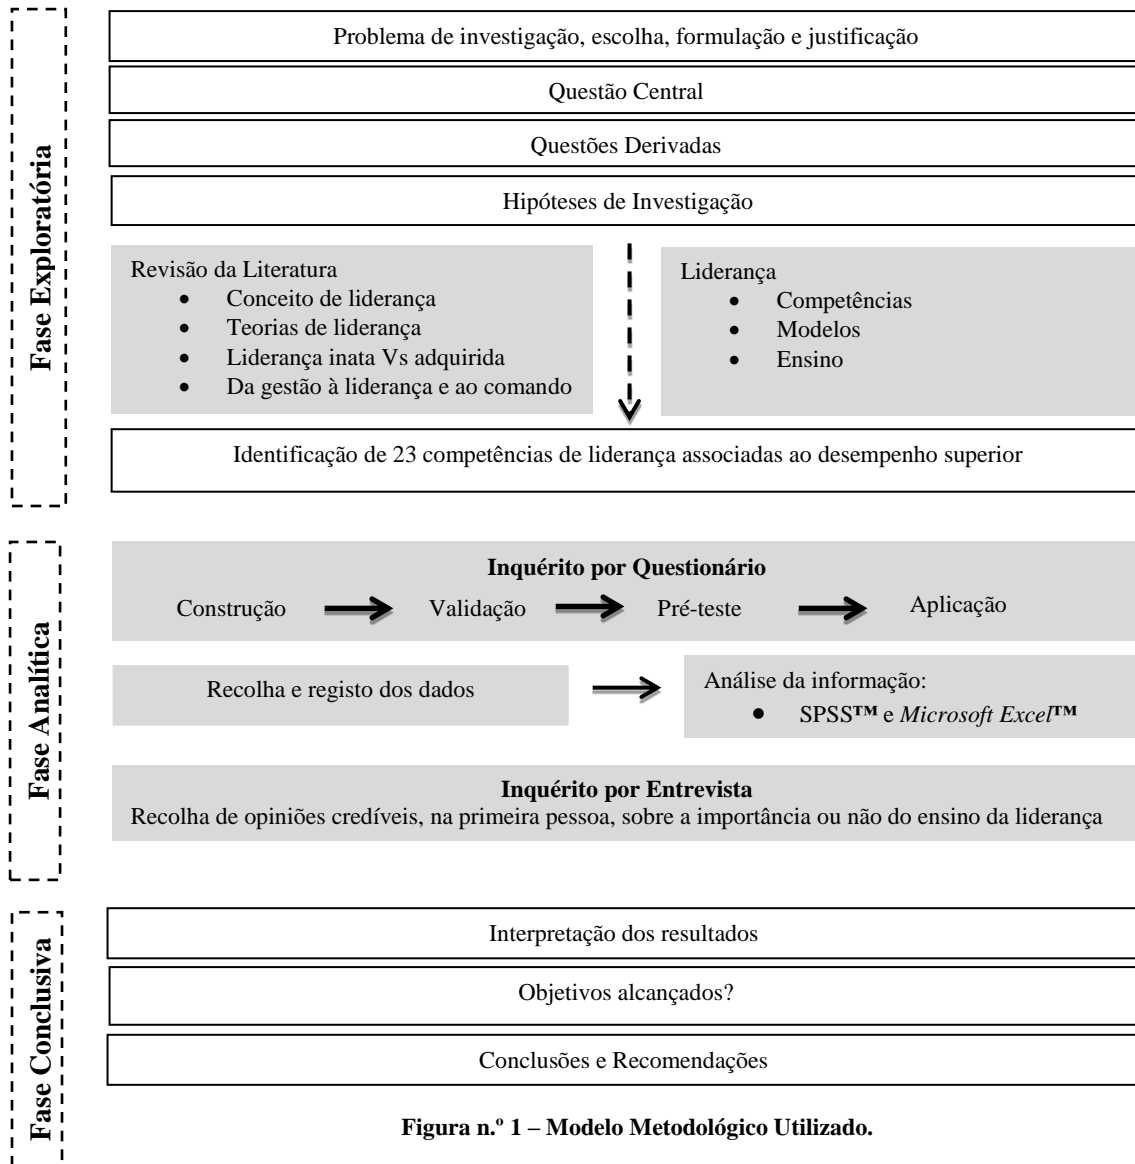 Fase Exploratória
Problema de investigação, escolha, formulação e justificação
Questão Central
Questões Derivadas
Hipóteses de Investigação
Revisão da Literatura
• Conceito de liderança
• Teorias de liderança
• Liderança inata Vs adquirida
• Da gestão à liderança e ao comando
Liderança
• Competências
• Modelos
• Ensino
Identificação de 23 competências de liderança associadas ao desempenho superior
Fase Analítica
Inquérito por Questionário
Construção Validação Pré-teste Aplicação
Recolha e registo dos dados
Análise da informação:
• SPSS™ e Microsoft Excel™
Inquérito por Entrevista
Recolha de opiniões credíveis, na primeira pessoa, sobre a importância ou não do ensino da liderança
Fase Conclusiva
Interpretação dos resultados
Objetivos alcançados?
Conclusões e Recomendações
Figura n.º 1 – Modelo Metodológico Utilizado.